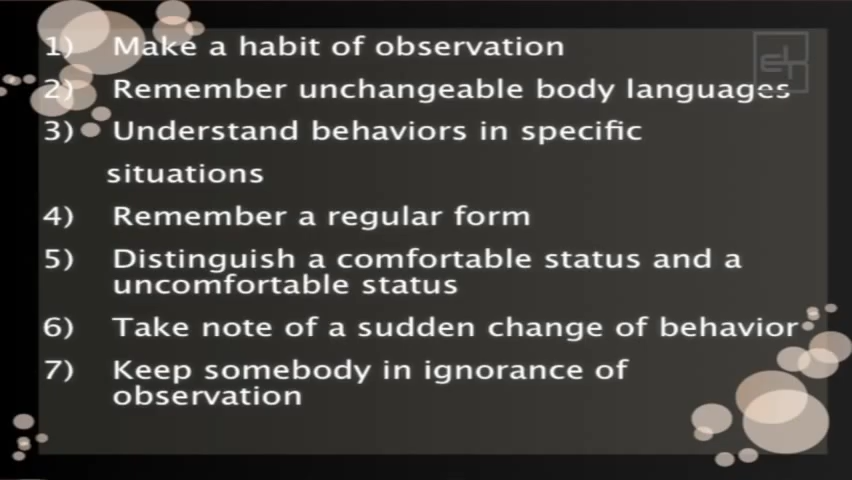 1) Make a habit of observation
2) Remember unchangeable body languages
3) Understand behaviors in specific
situations
4) Remember a regular form
5) Distinguish a comfortable status and a
uncomfortable status
6) Take note of a sudden change of behavior
7) Keep somebody in ignorance of
observation